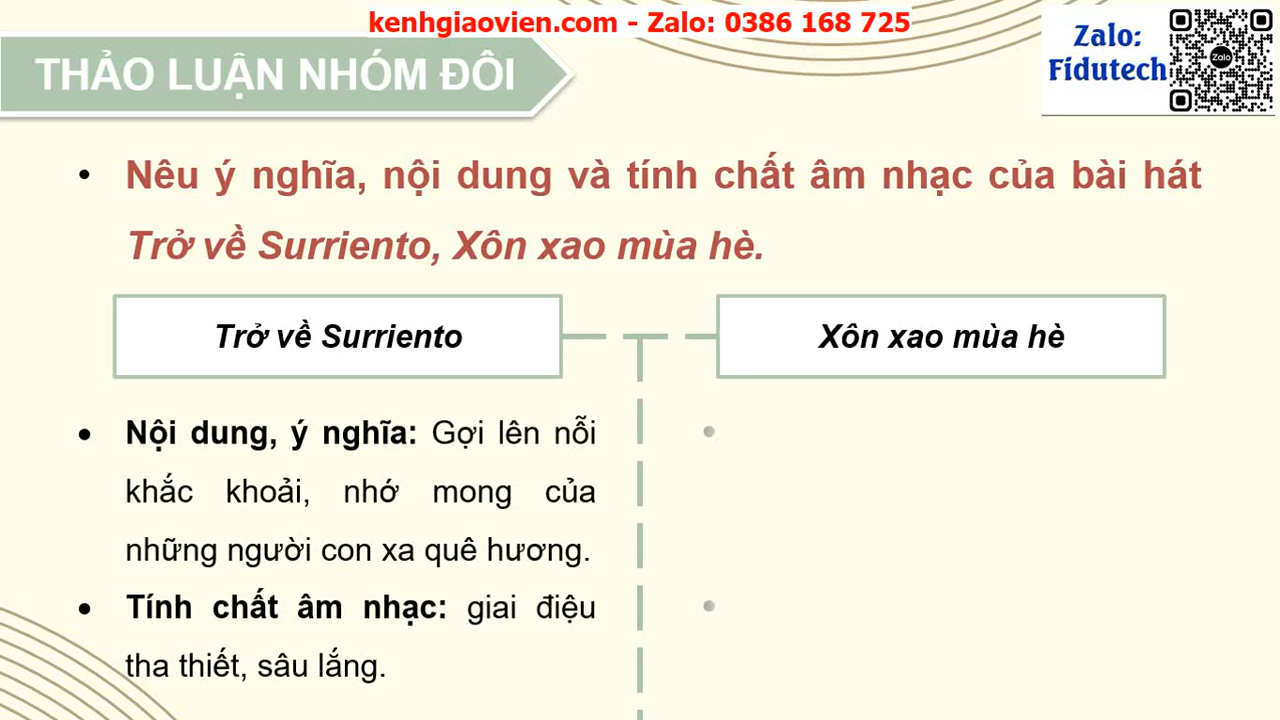 kenhgiaovien.com - Zalo: 0386 168 725
Zalo:
Fidutech
Zalo
THẢO LUẬN NHÓM ĐÔI
• Nêu ý nghĩa, nội dung và tính chất âm nhạc của bài hát
Trở về Surriento, Xôn xao mùa hè.
Trở về Surriento
Xôn xao mùa hè
• Nội dung, ý nghĩa: Gợi lên nỗi
khắc khoải, nhớ mong của
những người con xa quê hương.
• Tính chất âm nhạc: giai điệu
tha thiết, sâu lắng.